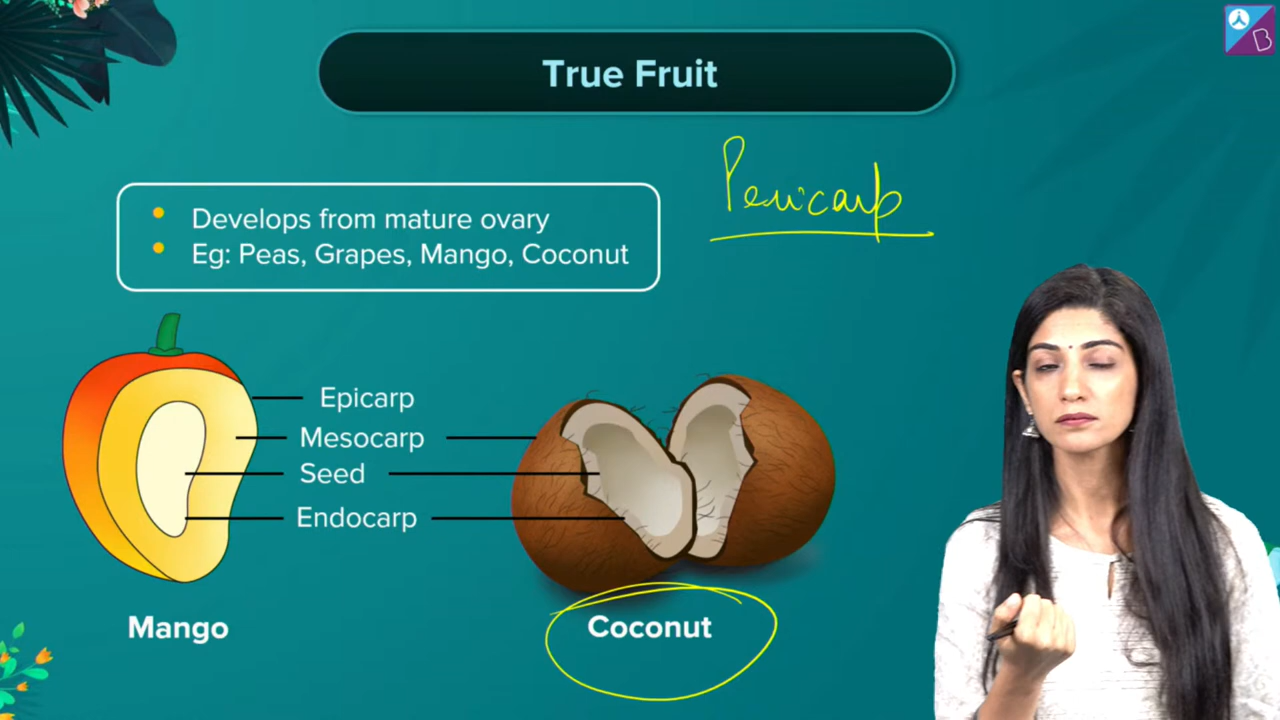 True Fruit
Pericarp
Develops from mature ovary
Eg: Peas, Grapes, Mango, Coconut
Epicarp
Mesocarp
Seed
Endocarp
Mango
Coconut
B